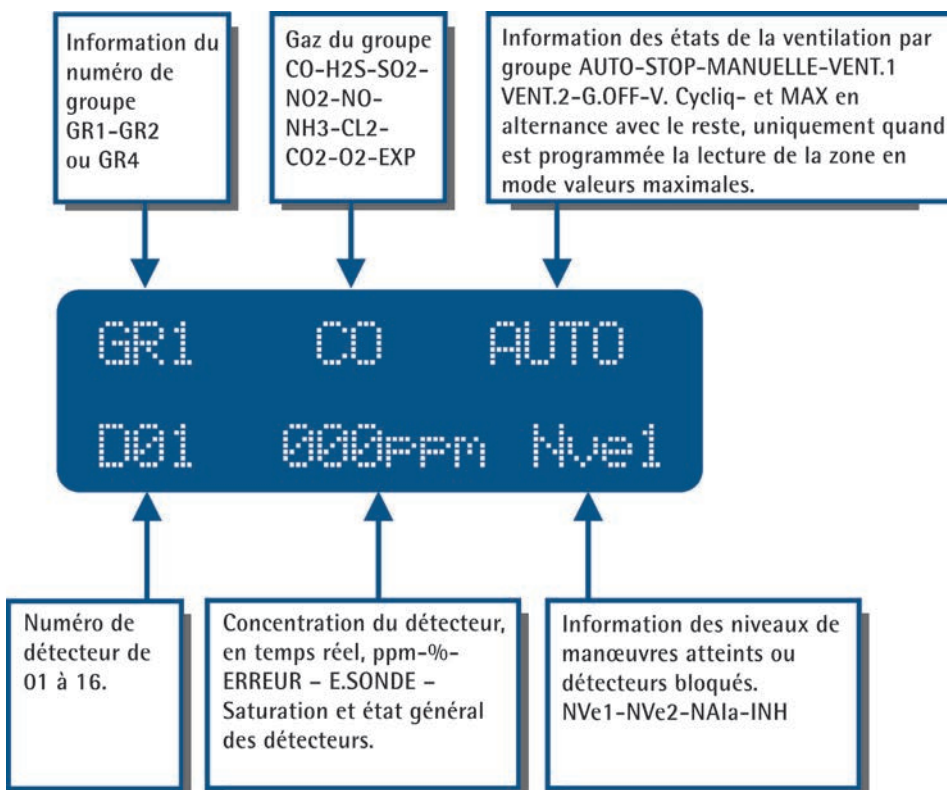 Information du
numéro de
groupe
GR1-GR2
ou GR4
Gaz du groupe
CO-H2S-SO2-
NO2-NO-
NH3-CL2-
CO2-O2-EXP
Information des états de la ventilation par
groupe AUTO-STOP-MANUELLE-VENT.1
VENT.2-G.OFF-V. Cycliq- et MAX en
alternance avec le reste, uniquement quand
est programmée la lecture de la zone en
mode valeurs maximales.
GR1 CO AUTO
D01 000ppm Nve1
Numéro de
détecteur de
01 à 16.
Concentration du détecteur,
en temps réel, ppm-%-
ERREUR – E.SONDE –
Saturation et état général
des détecteurs.
Information des niveaux de
manœuvres atteints ou
détecteurs bloqués.
NVe1-NVe2-NAla-INH